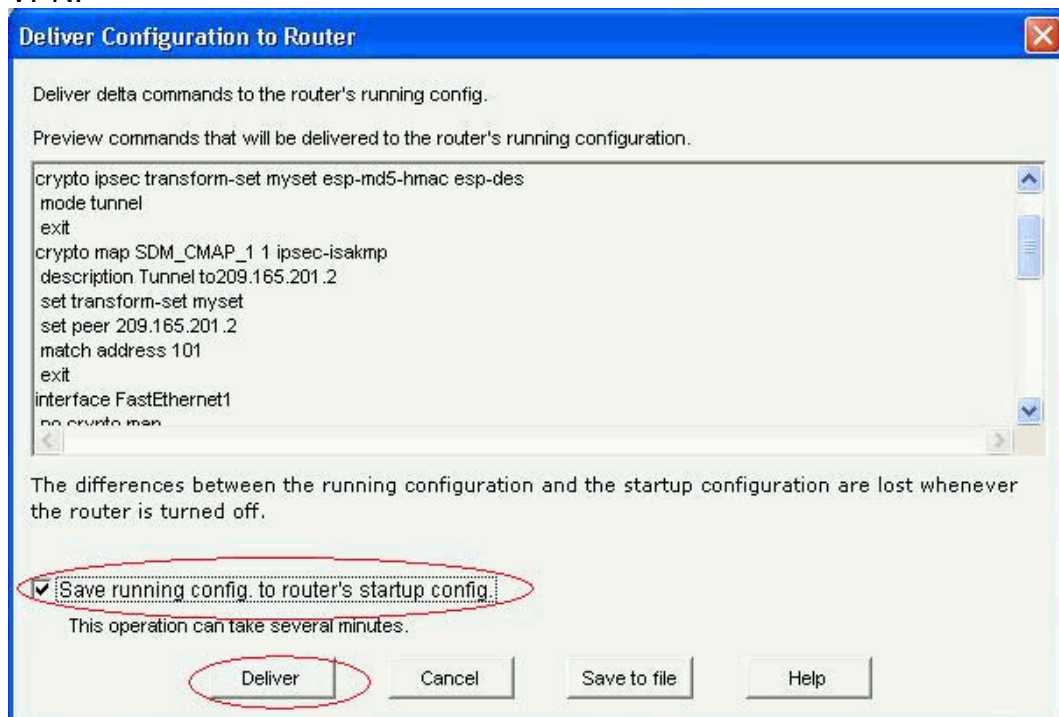 Deliver Configuration to Router
Deliver delta commands to the router's running config.
Preview commands that will be delivered to the router's running configuration.
crypto ipsec transform-set myset esp-md5-hmac esp-des
mode tunnel
exit
crypto map SDM_CMAP_1 1 ipsec-isakmp
description Tunnel to209.165.201.2
set transform-set myset
set peer 209.165.201.2
match address 101
exit
interface FastEthernet1
no crypto map
The differences between the running configuration and the startup configuration are lost whenever
the router is turned off.
Save running config. to router's startup config.
This operation can take several minutes.
Deliver Cancel Save to file Help